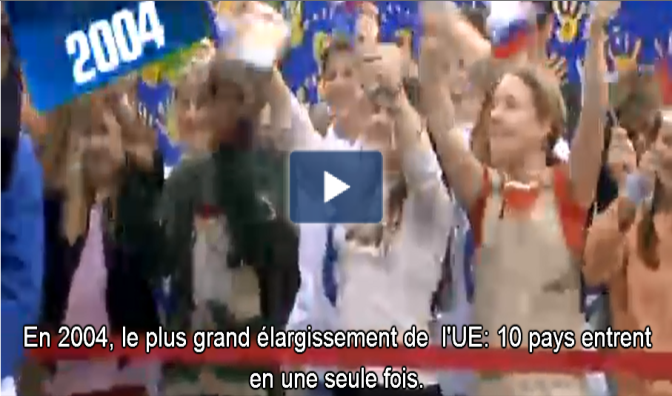 2004
En 2004, le plus grand élargissement de  l'UE: 10 pays entrent
en une seule fois.